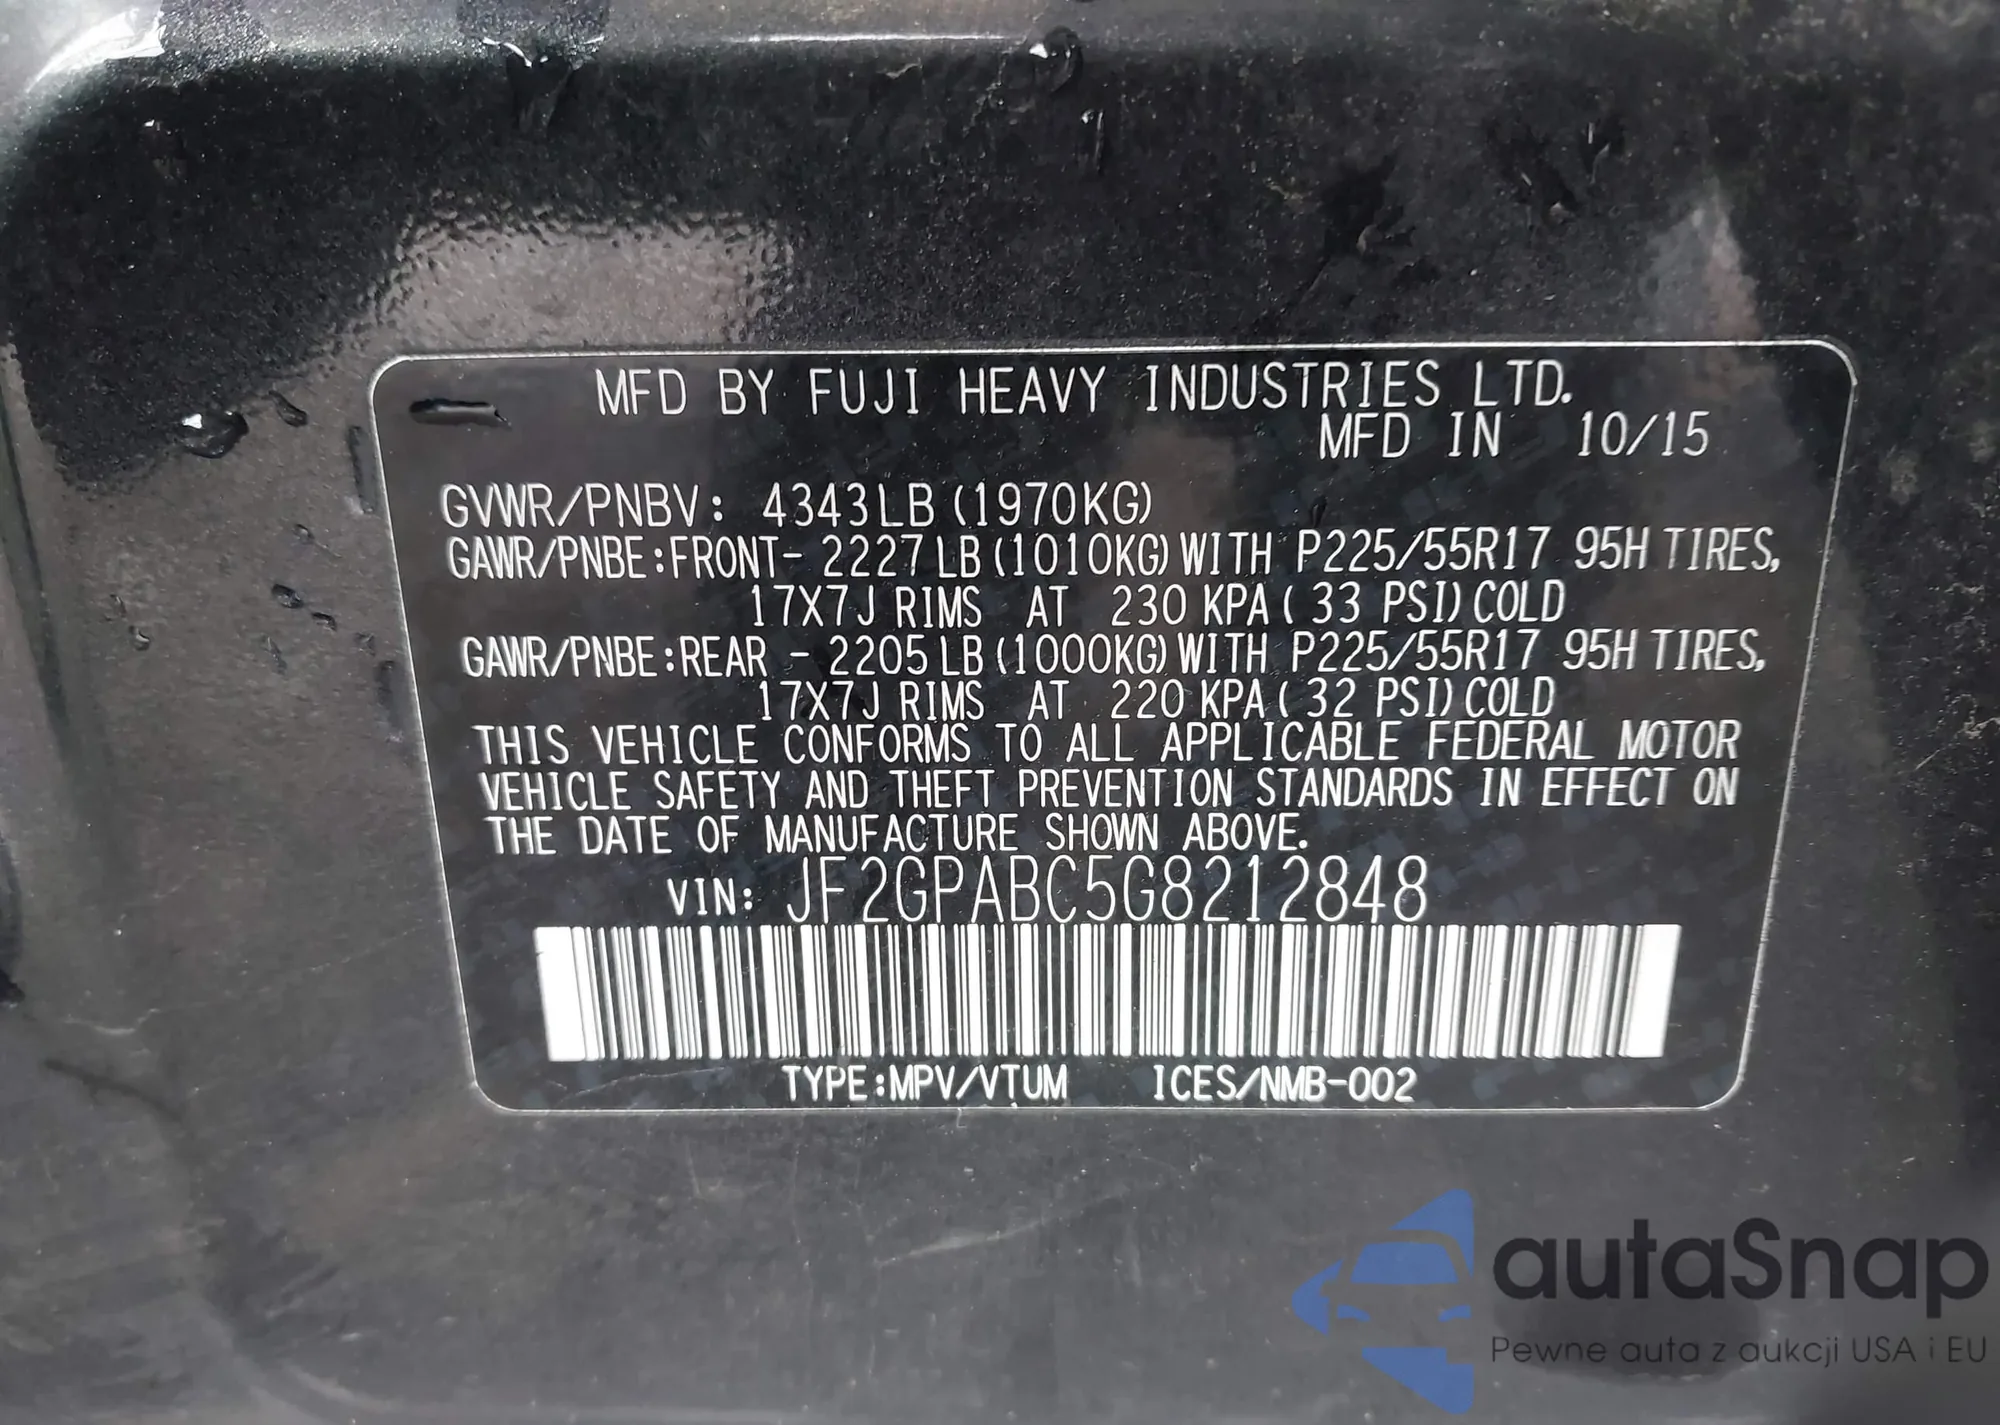 MFD BY FUJI HEAVY INDUSTRIES LTD.
MFD IN 10/15
GVWR/PNBV: 4343LB (1970KG)
GAWR/PNBE:FRONT- 2227 LB (1010KG) WITH P225/55R17 95H TIRES,
17X7J RIMS AT 230 KPA ( 33 PSI) COLD
GAWR/PNBE:REAR - 2205 LB (1000KG) WITH P225/55R17 95H TIRES,
17X7J RIMS AT 220 KPA ( 32 PSI) COLD
THIS VEHICLE CONFORMS TO ALL APPLICABLE FEDERAL MOTOR
VEHICLE SAFETY AND THEFT PREVENTION STANDARDS IN EFFECT ON
THE DATE OF MANUFACTURE SHOWN ABOVE.
VIN: JF2GPABC5G8212848
TYPE:MPV/VTUM ICES/NMB-002
autaSnap
Pewne auta z aukcji USA i EU